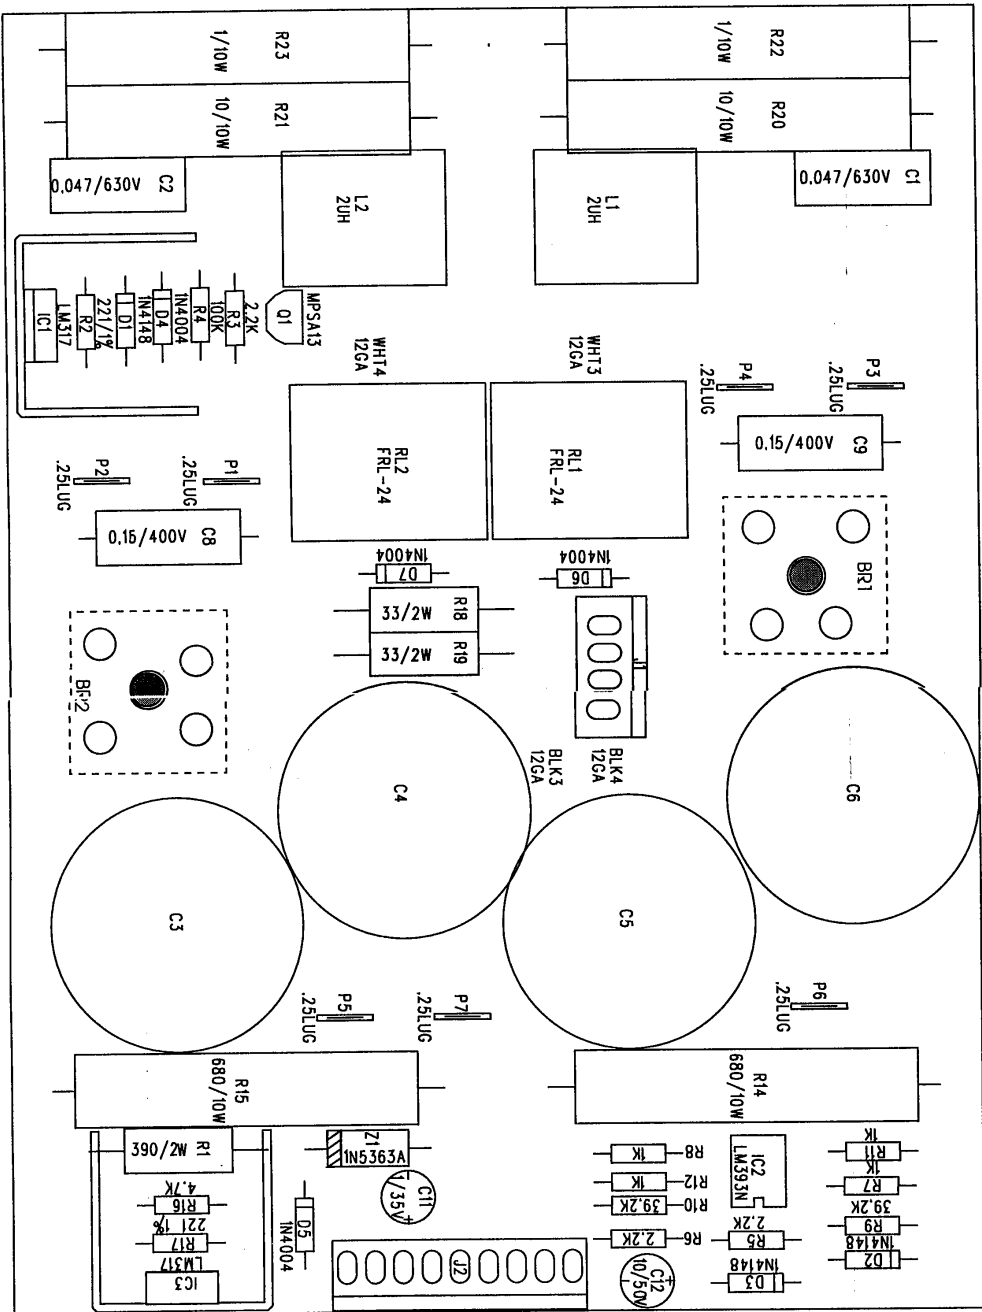 R23
1/10W
R22
1/10W
R21
10/10W
R20
10/10W
0.047/630V C2
0.047/630V C1
L2
2UH
L1
2UH
IC1
LM317
R2
221/1%
D1
1N4148
D4
1N4004
R4
100K
R3
2.2K
Q1
MPSA13
WHT4
12GA
WHT3
12GA
P4
.25LUG
P3
.25LUG
0.15/400V C9
RL2
FRL-24
RL1
FRL-24
P2
.25LUG
P1
.25LUG
0.15/400V C8
1N4004
D7
1N4004
D6
BR1
33/2W R18
33/2W R19
BR2
BLK3
12GA
BLK4
12GA
C4
C6
C3
C5
P5
.25LUG
P7
.25LUG
P6
.25LUG
R15
680/10W
R14
680/10W
390/2W R1
Z1
1N5363A
C11
1/35V
+
4.7K
R16
221 1%
R17
LM317
IC3
D5
1N4004
J2
1K R8
1K R12
39.2K R10
2.2K R6
C12
10/50V
+
-
IC2
LM393N
2.2K
R5
1N4148
D3
1K
R11
1K
R7
39.2K
R9
1N4148
D2